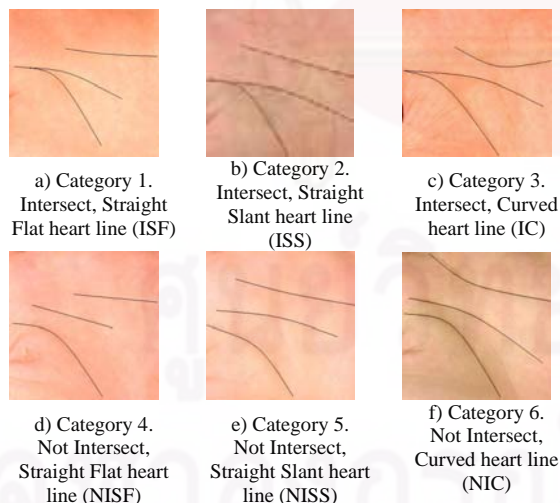 a) Category 1.
Intersect, Straight
Flat heart line (ISF)
b) Category 2.
Intersect, Straight
Slant heart line
(ISS)
c) Category 3.
Intersect, Curved
heart line (IC)
d) Category 4.
Not Intersect,
Straight Flat heart
line (NISF)
e) Category 5.
Not Intersect,
Straight Slant heart
line (NISS)
f) Category 6.
Not Intersect,
Curved heart line
(NIC)